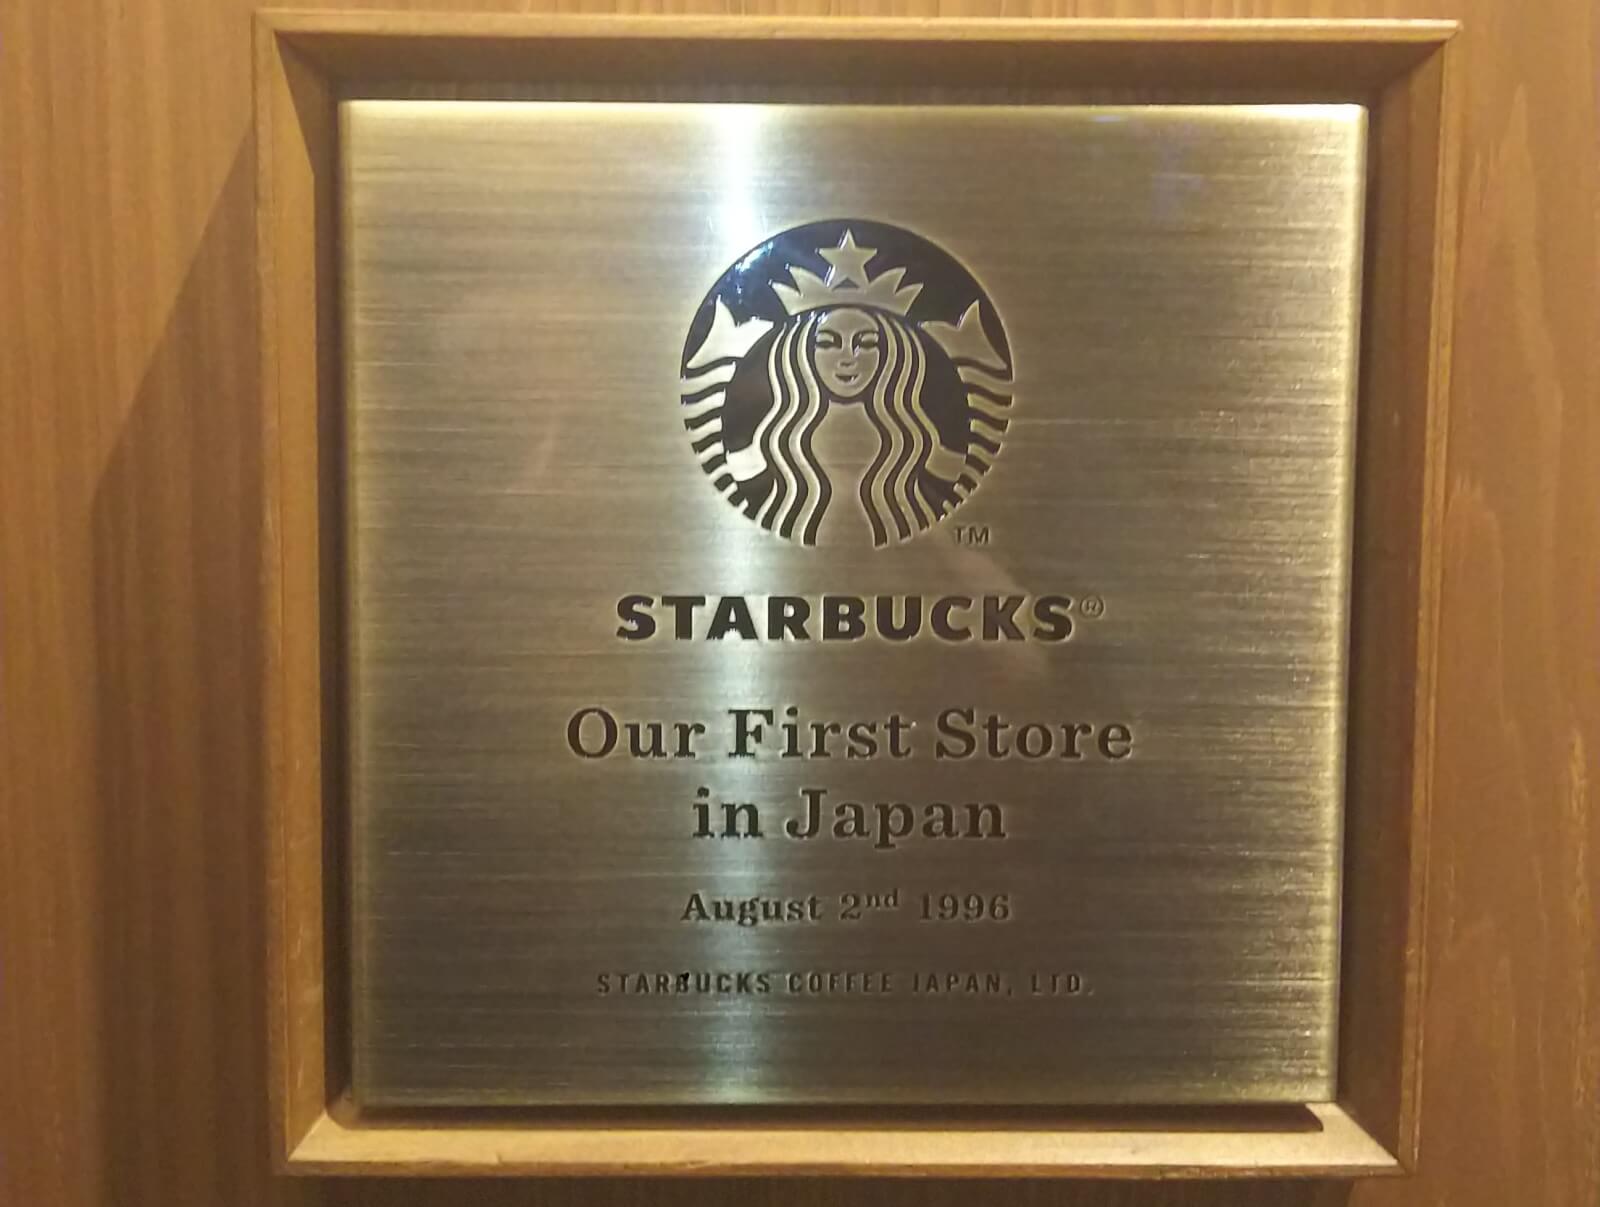 TM
STARBUCKS®
Our First Store
in Japan
August 2nd 1996
STARBUCKS COFFEE JAPAN, LTD.